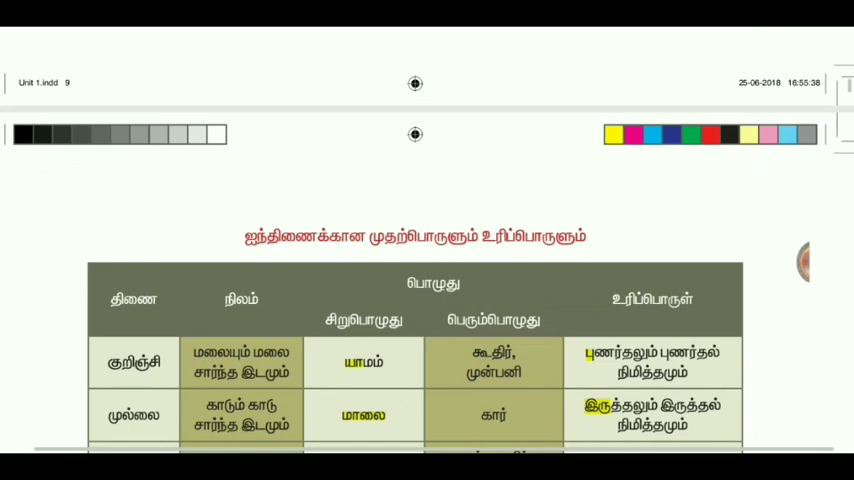 Unit 1.indd 9
25-06-2018 16:55:38
ஐந்திணைக்கான முதற்பொருளும் உரிப்பொருளும்
திணை நிலம் பொழுது உரிப்பொருள்
சிறுபொழுது பெரும்பொழுது
குறிஞ்சி
மலையும் மலை
சார்ந்த இடமும்
யாமம்
கூதிர்,
முன்பனி
புணர்தலும் புணர்தல்
நிமித்தமும்
முல்லை
காடும் காடு
சார்ந்த இடமும்
மாலை
கார்
இருத்தலும் இருத்தல்
நிமித்தமும்